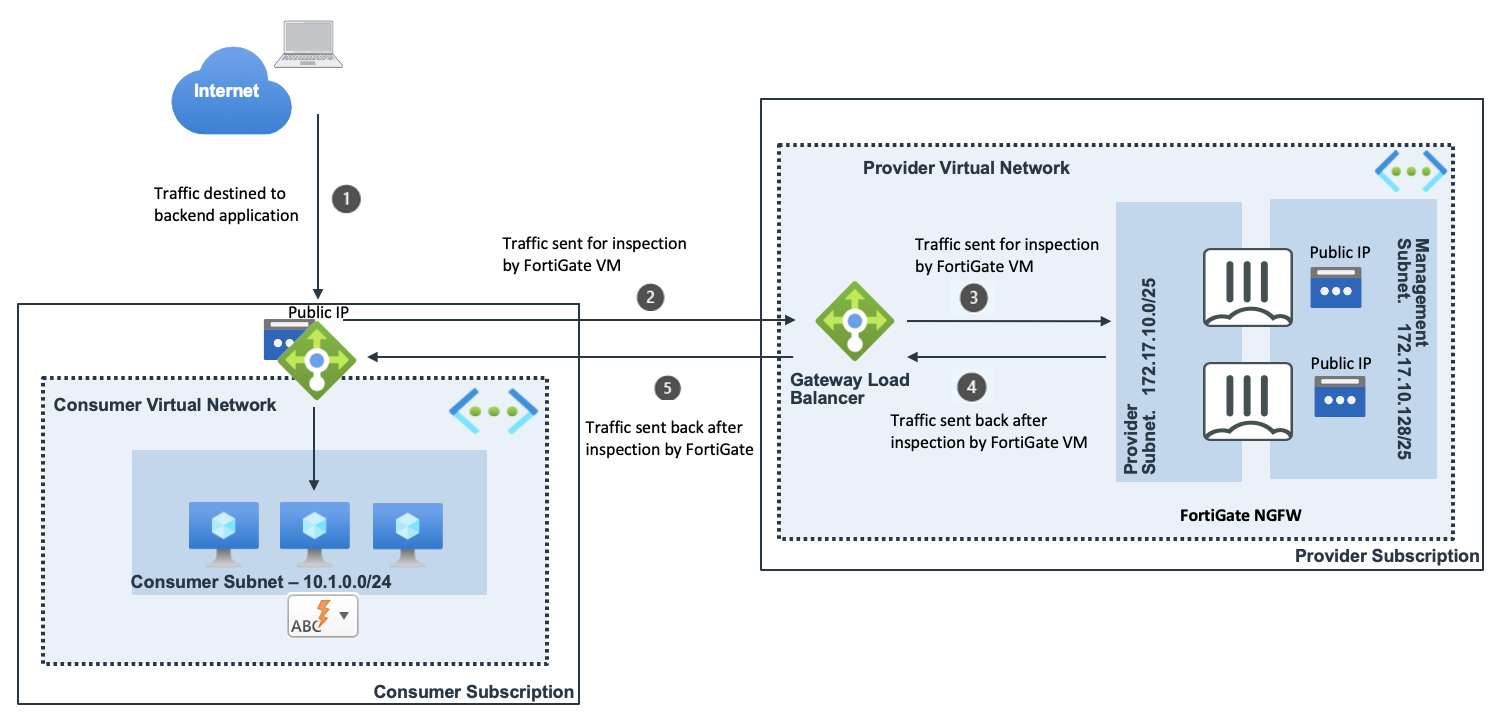 Internet
Traffic destined to
backend application
1
Traffic sent for inspection
by FortiGate VM
2
Public IP
5
Traffic sent back after
inspection by FortiGate
Consumer Virtual Network
Consumer Subnet – 10.1.0.0/24
ABC
Consumer Subscription
Provider Virtual Network
Traffic sent for inspection
by FortiGate VM
3
Gateway Load
Balancer
4
Traffic sent back after
inspection by FortiGate VM
Provider
Subnet. 172.17.10.0/25
Public IP
Public IP
Management
Subnet. 172.17.10.128/25
FortiGate NGFW
Provider Subscription